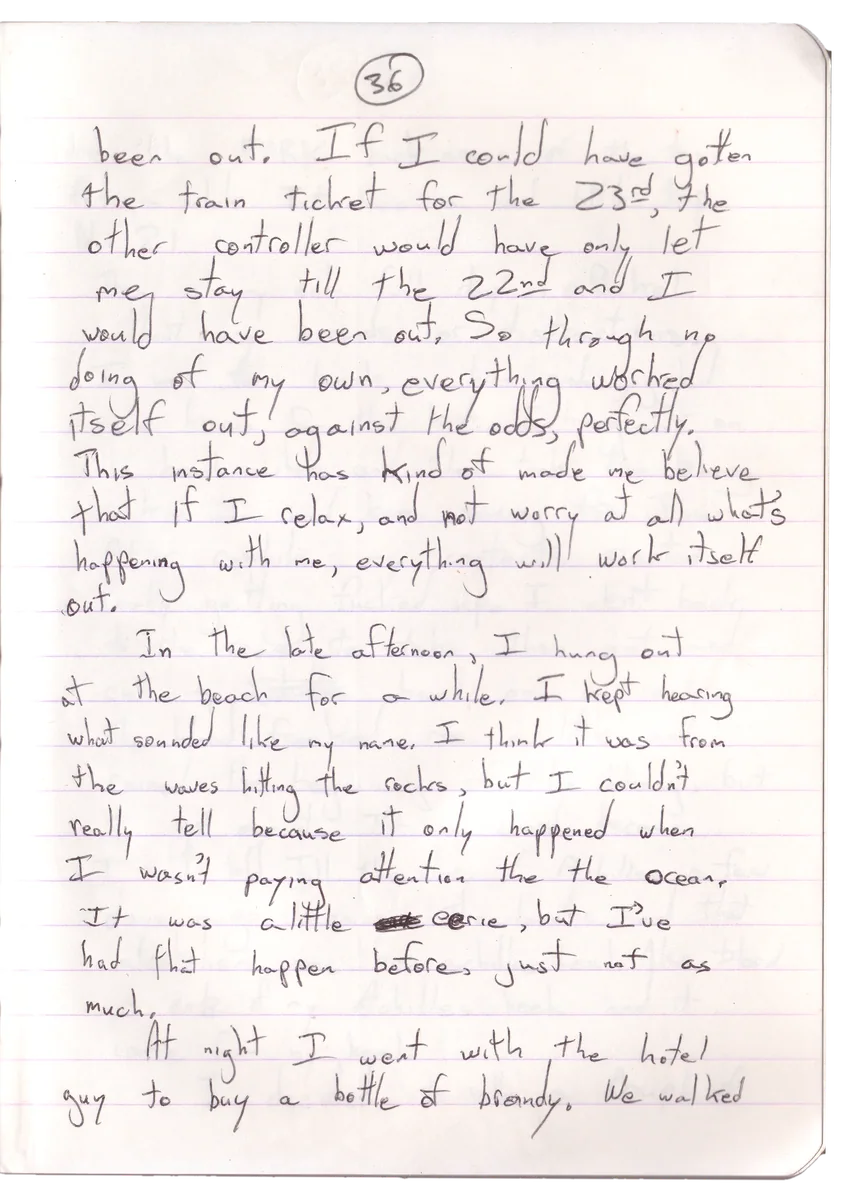 36
been out. If I could have gotten
the train ticket for the 23rd, the
other controller would have only let
me stay till the 22nd and I
would have been out. So through no
doing of my own, everything worked
itself out, against the odds, perfectly.
This instance has kind of made me believe
that if I relax, and not worry at all what's
happening with me, everything will work itself
out.
In the late afternoon, I hung out
at the beach for a while. I kept hearing
what sounded like my name. I think it was from
the waves hitting the rocks, but I couldn't
really tell because it only happened when
I wasn't paying attention the the ocean.
It was a little eerie, but I've
had that happen before, just not as
much.
At night I went with the hotel
guy to buy a bottle of brandy. We walked